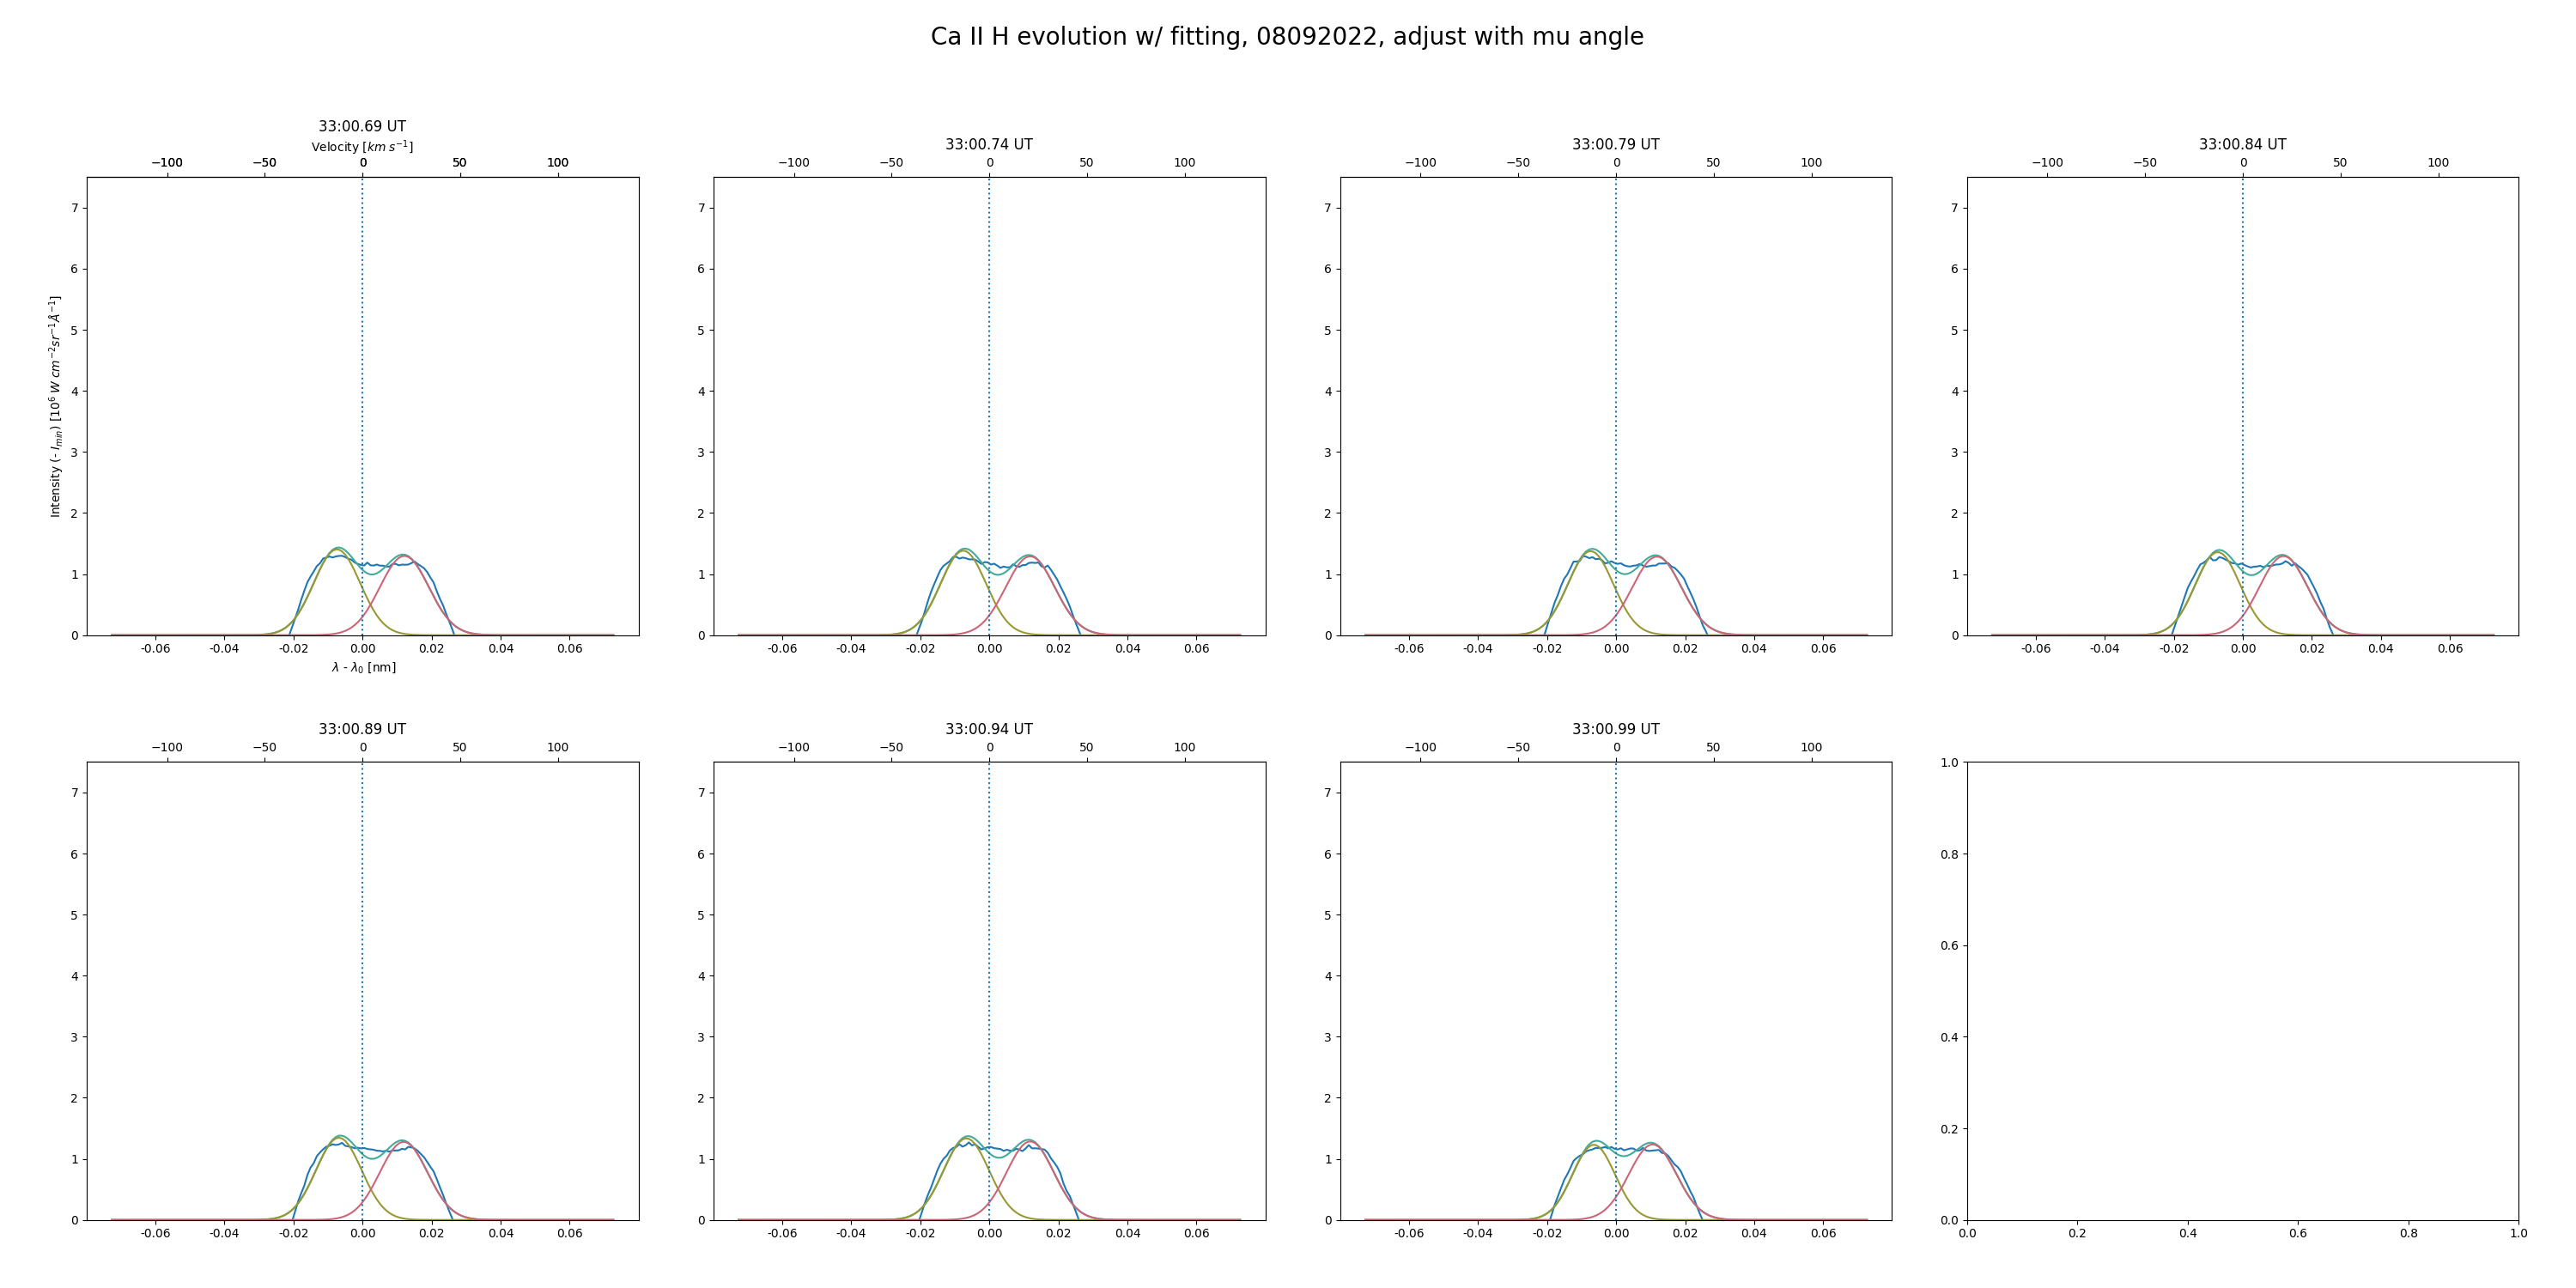 Ca II H evolution w/ fitting, 08092022, adjust with mu angle
33:00.69 UT
Velocity [km s⁻¹]
−100 −50 0 50 100
7
6
5
4
3
2
1
0
Intensity (- I_min) [10⁶ W cm⁻²sr⁻¹Å⁻¹]
-0.06 -0.04 -0.02 0.00 0.02 0.04 0.06
λ - λ₀ [nm]
33:00.74 UT
−100 −50 0 50 100
7
6
5
4
3
2
1
0
-0.06 -0.04 -0.02 0.00 0.02 0.04 0.06
33:00.79 UT
−100 −50 0 50 100
7
6
5
4
3
2
1
0
-0.06 -0.04 -0.02 0.00 0.02 0.04 0.06
33:00.84 UT
−100 −50 0 50 100
7
6
5
4
3
2
1
0
-0.06 -0.04 -0.02 0.00 0.02 0.04 0.06
33:00.89 UT
−100 −50 0 50 100
7
6
5
4
3
2
1
0
-0.06 -0.04 -0.02 0.00 0.02 0.04 0.06
33:00.94 UT
−100 −50 0 50 100
7
6
5
4
3
2
1
0
-0.06 -0.04 -0.02 0.00 0.02 0.04 0.06
33:00.99 UT
−100 −50 0 50 100
7
6
5
4
3
2
1
0
-0.06 -0.04 -0.02 0.00 0.02 0.04 0.06
1.0
0.8
0.6
0.4
0.2
0.0
0.0 0.2 0.4 0.6 0.8 1.0